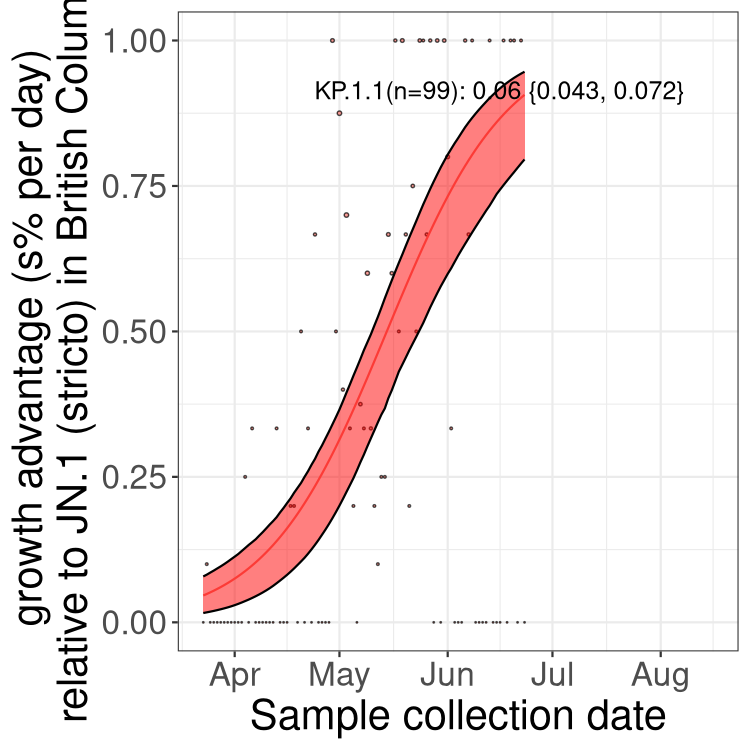 growth advantage (s% per day)
relative to JN.1 (stricto) in British Colum
1.00
0.75
0.50
0.25
0.00
KP.1.1(n=99): 0.06 {0.043, 0.072}
Apr May Jun Jul Aug
Sample collection date